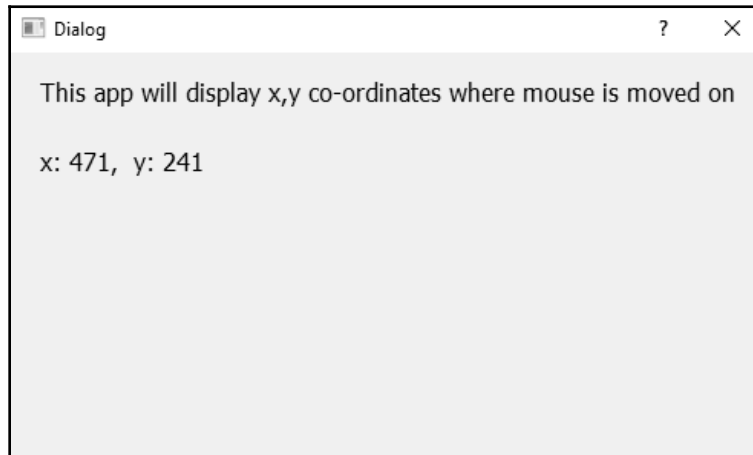 Dialog
?
This app will display x,y co-ordinates where mouse is moved on
x: 471, y: 241